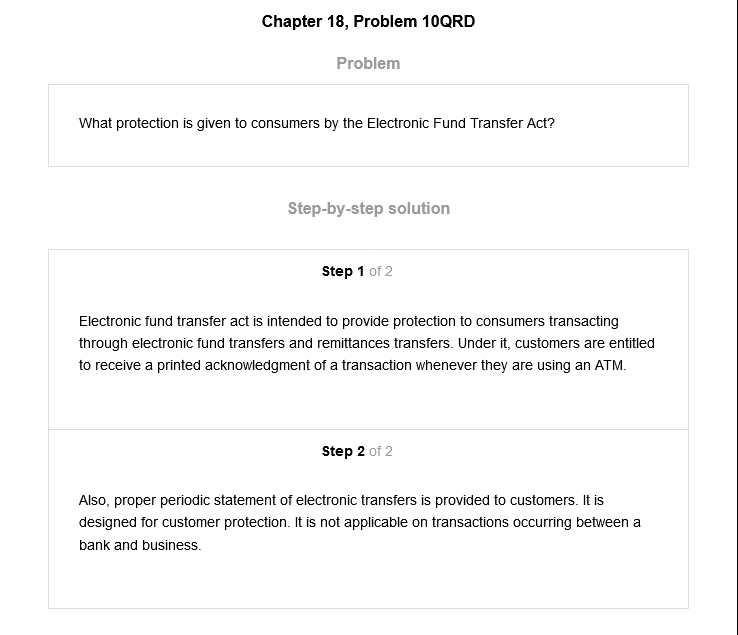 Chapter 18, Problem 10QRD
Problem
What protection is given to consumers by the Electronic Fund Transfer Act?
Step-by-step solution
Step 1 of 2
Electronic fund transfer act is intended to provide protection to consumers transacting
through electronic fund transfers and remittances transfers. Under it, customers are entitled
to receive a printed acknowledgment of a transaction whenever they are using an ATM.
Step 2 of 2
Also, proper periodic statement of electronic transfers is provided to customers. It is
designed for customer protection. It is not applicable on transactions occurring between a
bank and business.